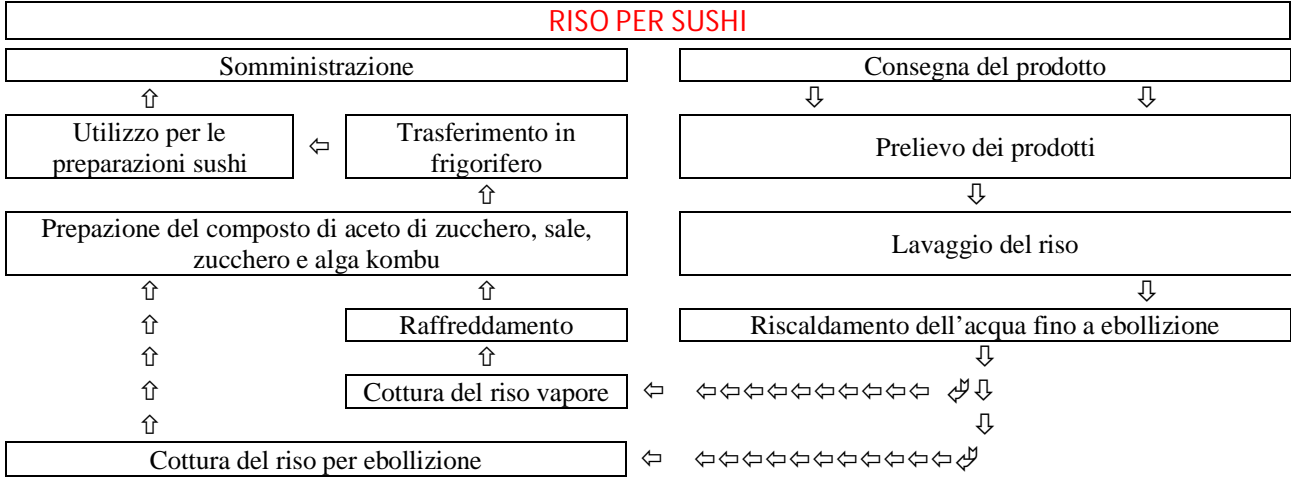 RISO PER SUSHI
Somministrazione
Consegna del prodotto
⇧
⇩ ⇩
Utilizzo per le
preparazioni sushi
⇦
Trasferimento in
frigorifero
Prelievo dei prodotti
⇧
⇩
Prepazione del composto di aceto di zucchero, sale,
zucchero e alga kombu
Lavaggio del riso
⇧ ⇧
⇩
⇧
Raffreddamento
Riscaldamento dell’acqua fino a ebollizione
⇧ ⇧
⇩
⇧
Cottura del riso vapore
⇦ ⇦⇦⇦⇦⇦⇦⇦⇦⇦⇦ ⇩
⇧
⇩
Cottura del riso per ebollizione
⇦ ⇦⇦⇦⇦⇦⇦⇦⇦⇦⇦⇦